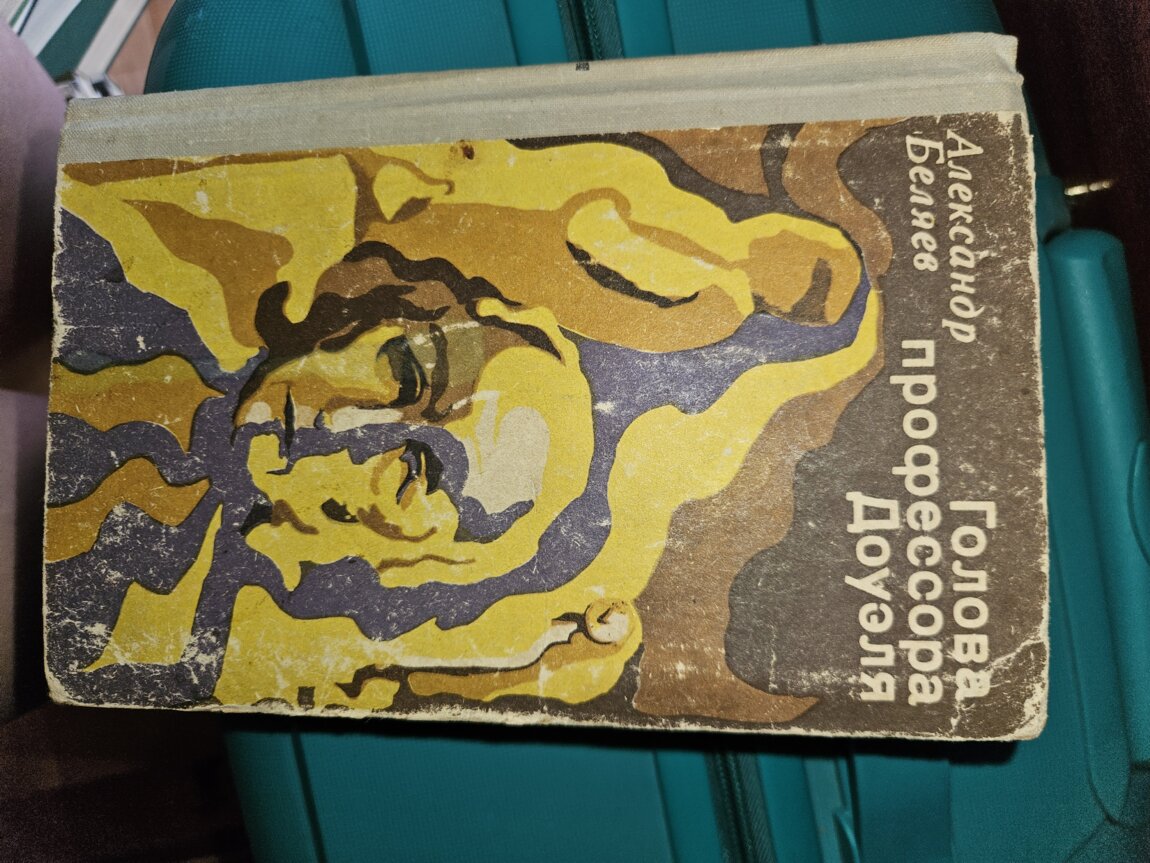 Александр
Беляев
Голова
профессора
Доуэля